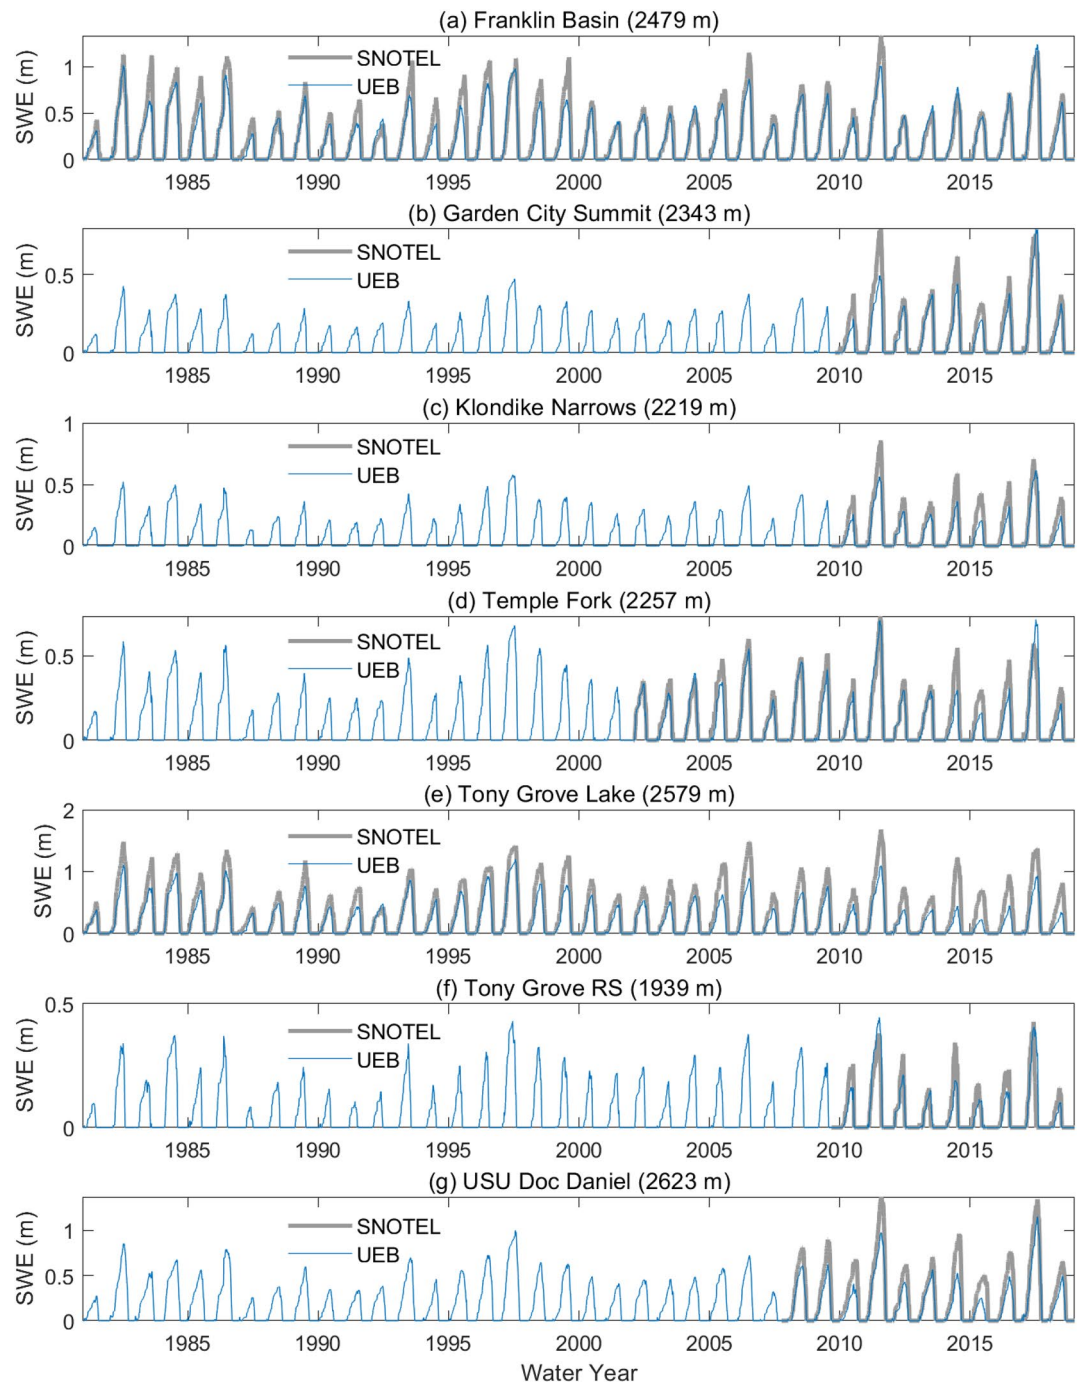 (a) Franklin Basin (2479 m)
SWE (m)
1
0.5
0
SNOTEL
UEB
1985 1990 1995 2000 2005 2010 2015
(b) Garden City Summit (2343 m)
SWE (m)
0.5
0
SNOTEL
UEB
1985 1990 1995 2000 2005 2010 2015
(c) Klondike Narrows (2219 m)
SWE (m)
1
0.5
0
SNOTEL
UEB
1985 1990 1995 2000 2005 2010 2015
(d) Temple Fork (2257 m)
SWE (m)
0.5
0
SNOTEL
UEB
1985 1990 1995 2000 2005 2010 2015
(e) Tony Grove Lake (2579 m)
SWE (m)
2
1
0
SNOTEL
UEB
1985 1990 1995 2000 2005 2010 2015
(f) Tony Grove RS (1939 m)
SWE (m)
0.5
0
SNOTEL
UEB
1985 1990 1995 2000 2005 2010 2015
(g) USU Doc Daniel (2623 m)
SWE (m)
1
0.5
0
SNOTEL
UEB
1985 1990 1995 2000 2005 2010 2015
Water Year